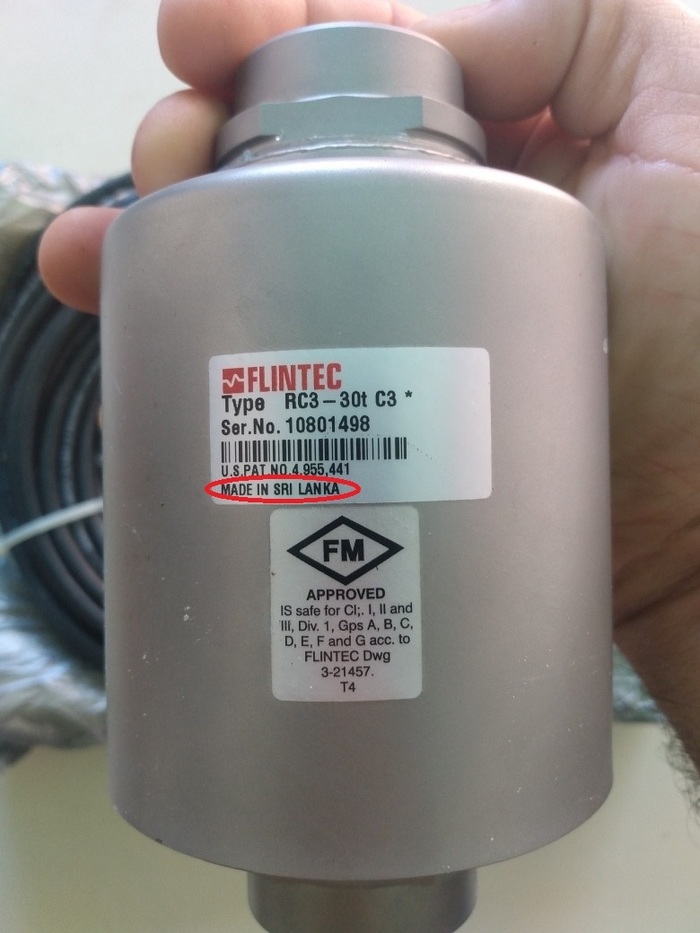 FLINTEC
Type RC3-30t C3 *
Ser.No. 10801498
U.S.PAT.NO.4.955,441
MADE IN SRI LANKA
FM
APPROVED
IS safe for Cl;. I, II and
III, Div. 1, Gps A, B, C,
D, E, F and G acc. to
FLINTEC Dwg
3-21457.
T4